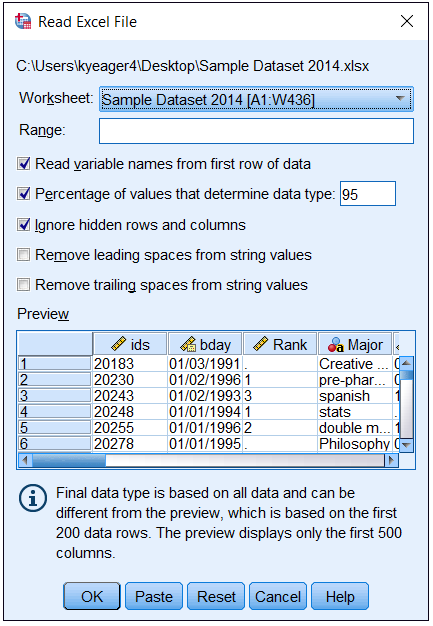 Read Excel File
C:\Users\kyeager4\Desktop\Sample Dataset 2014.xlsx
Worksheet: Sample Dataset 2014 [A1:W436]
Range:
Read variable names from first row of data
Percentage of values that determine data type: 95
Ignore hidden rows and columns
Remove leading spaces from string values
Remove trailing spaces from string values
Preview
ids bday Rank Major
1 20183 01/03/1991 . Creative ...
2 20230 01/02/1996 1 pre-phar...
3 20243 01/02/1993 3 spanish 1
4 20248 01/01/1994 1 stats .
5 20255 01/01/1996 2 double m... 1
6 20278 01/01/1995 . Philosophy
Final data type is based on all data and can be
different from the preview, which is based on the first
200 data rows. The preview displays only the first 500
columns.
OK Paste Reset Cancel Help